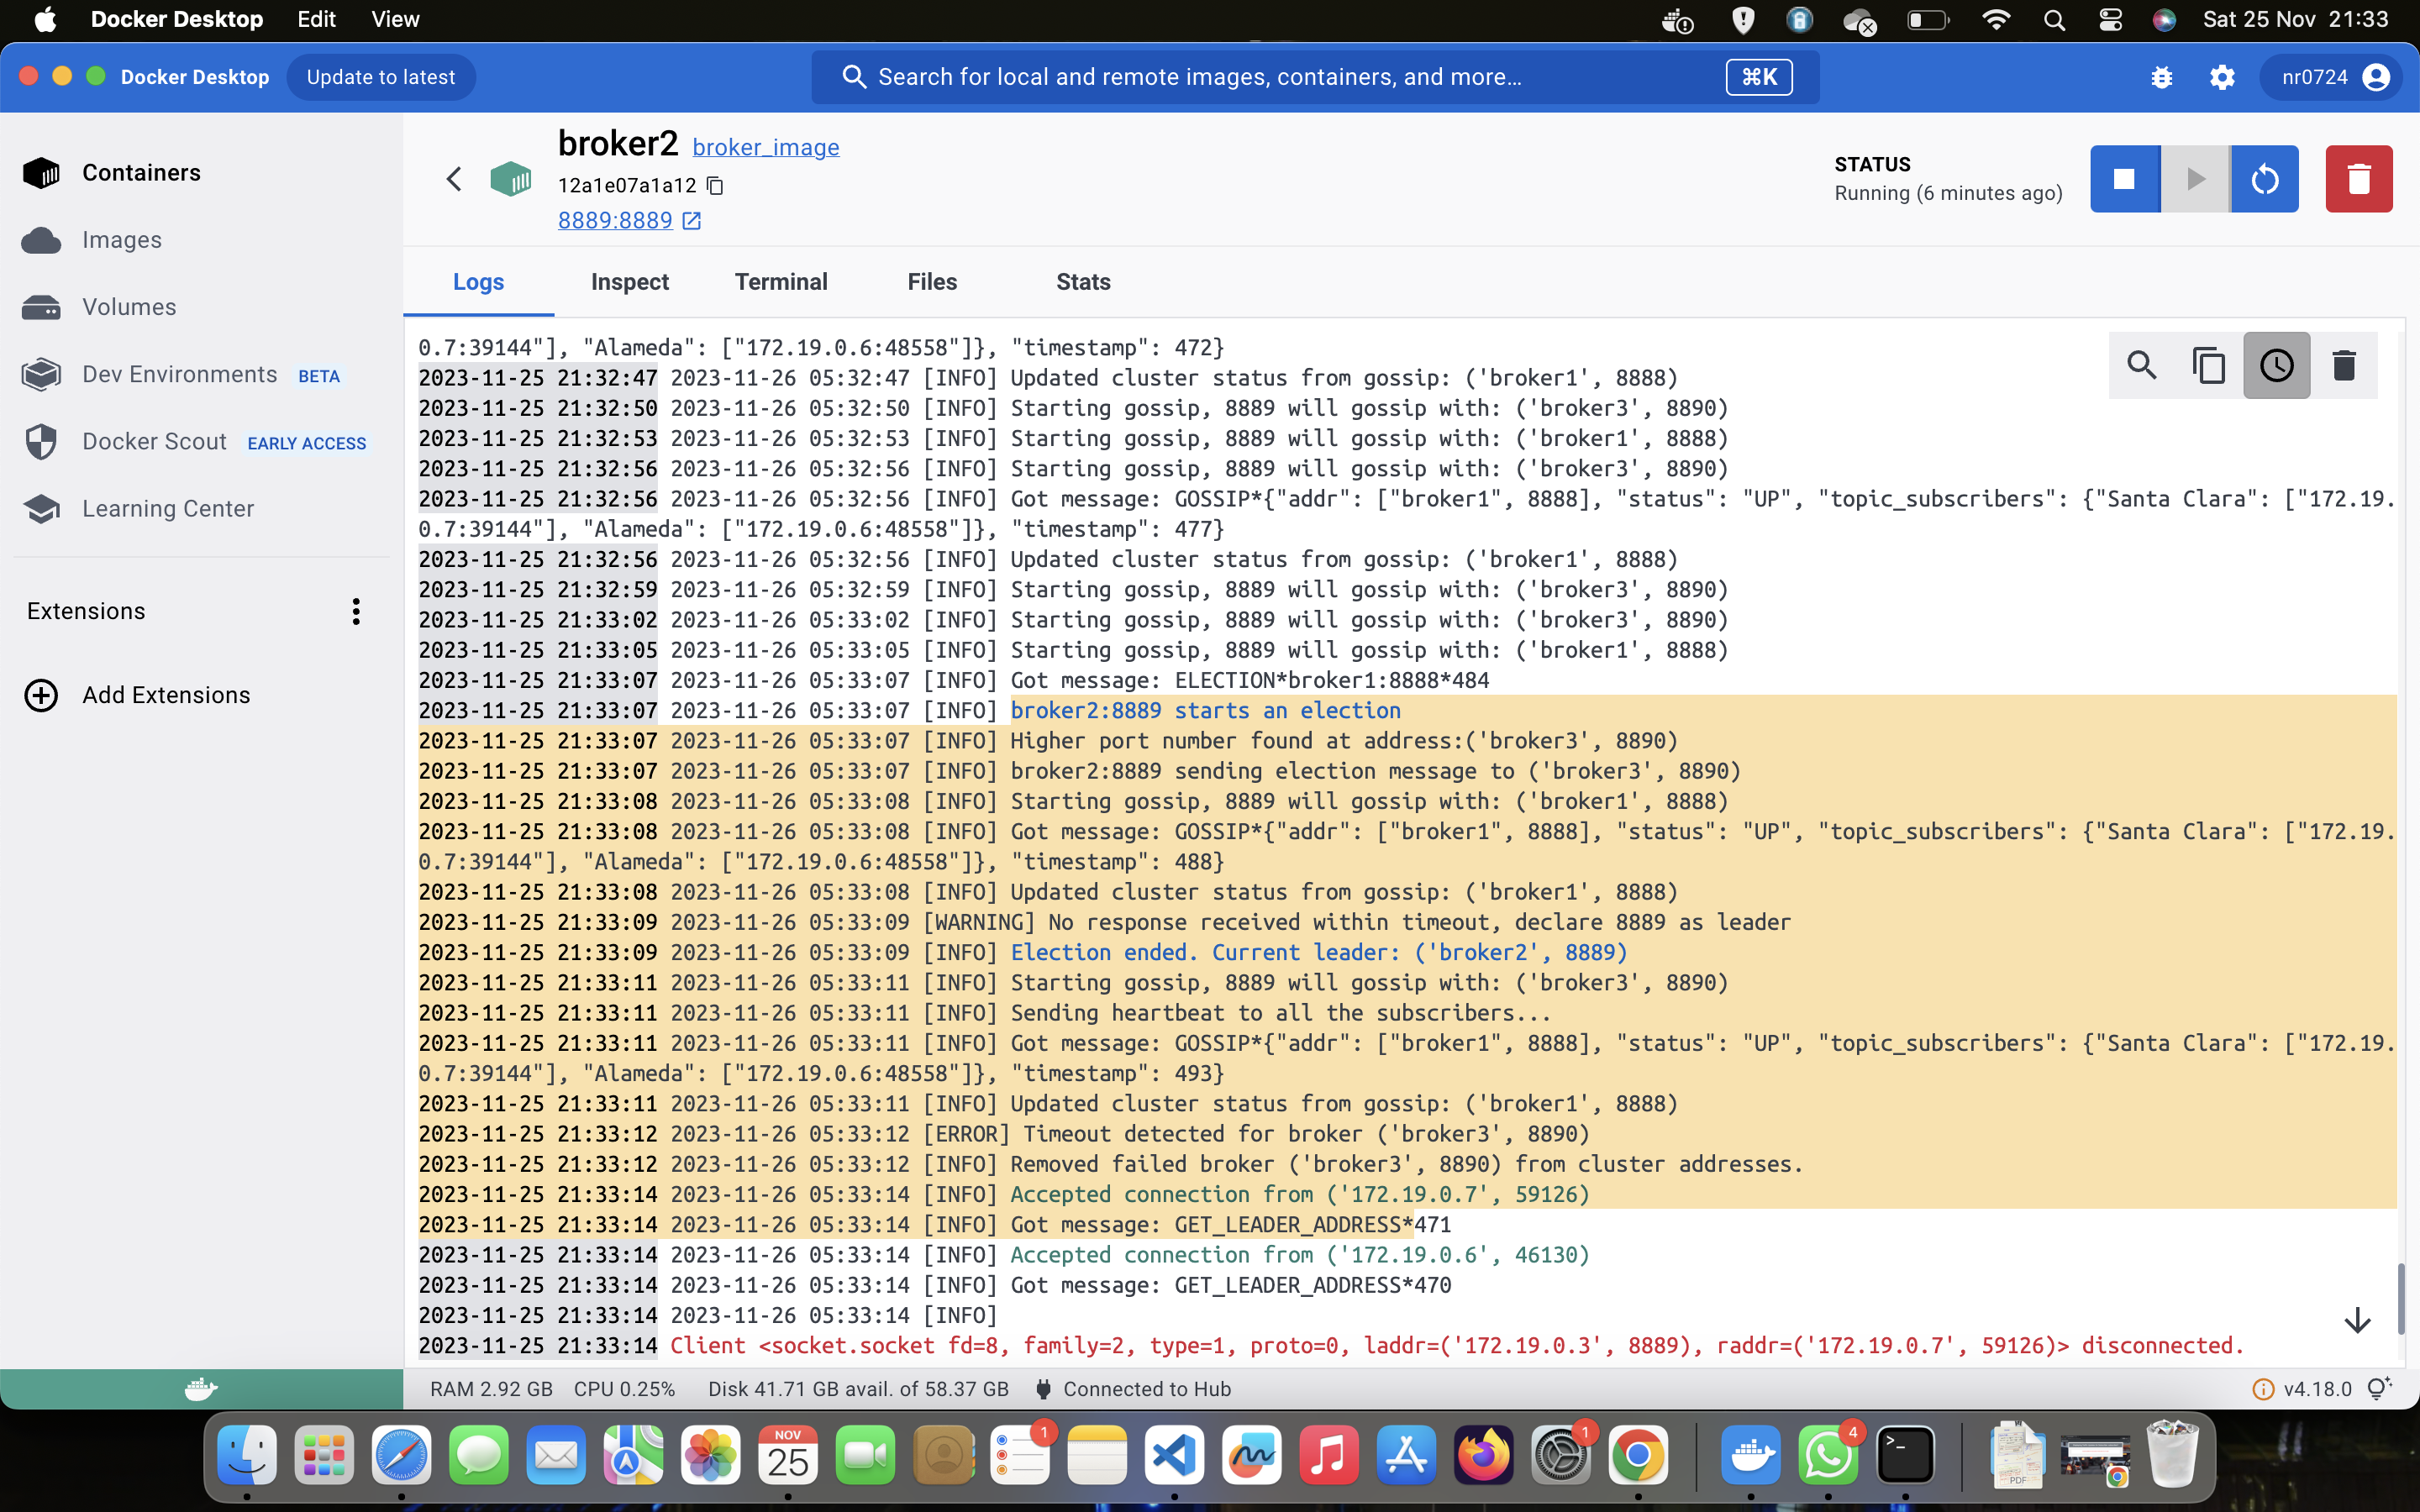 Docker Desktop Edit View Sat 25 Nov 21:33
Docker Desktop Update to latest Search for local and remote images, containers, and more... ⌘K nr0724
Containers
Images
Volumes
Dev Environments BETA
Docker Scout EARLY ACCESS
Learning Center
Extensions
Add Extensions
broker2 broker_image
12a1e07a1a12
8889:8889
STATUS
Running (6 minutes ago)
Logs Inspect Terminal Files Stats
0.7:39144"], "Alameda": ["172.19.0.6:48558"]}, "timestamp": 472}
2023-11-25 21:32:47 2023-11-26 05:32:47 [INFO] Updated cluster status from gossip: ('broker1', 8888)
2023-11-25 21:32:50 2023-11-26 05:32:50 [INFO] Starting gossip, 8889 will gossip with: ('broker3', 8890)
2023-11-25 21:32:53 2023-11-26 05:32:53 [INFO] Starting gossip, 8889 will gossip with: ('broker1', 8888)
2023-11-25 21:32:56 2023-11-26 05:32:56 [INFO] Starting gossip, 8889 will gossip with: ('broker3', 8890)
2023-11-25 21:32:56 2023-11-26 05:32:56 [INFO] Got message: GOSSIP*{"addr": ["broker1", 8888], "status": "UP", "topic_subscribers": {"Santa Clara": ["172.19.
0.7:39144"], "Alameda": ["172.19.0.6:48558"]}, "timestamp": 477}
2023-11-25 21:32:56 2023-11-26 05:32:56 [INFO] Updated cluster status from gossip: ('broker1', 8888)
2023-11-25 21:32:59 2023-11-26 05:32:59 [INFO] Starting gossip, 8889 will gossip with: ('broker3', 8890)
2023-11-25 21:33:02 2023-11-26 05:33:02 [INFO] Starting gossip, 8889 will gossip with: ('broker3', 8890)
2023-11-25 21:33:05 2023-11-26 05:33:05 [INFO] Starting gossip, 8889 will gossip with: ('broker1', 8888)
2023-11-25 21:33:07 2023-11-26 05:33:07 [INFO] Got message: ELECTION*broker1:8888*484
2023-11-25 21:33:07 2023-11-26 05:33:07 [INFO] broker2:8889 starts an election
2023-11-25 21:33:07 2023-11-26 05:33:07 [INFO] Higher port number found at address:('broker3', 8890)
2023-11-25 21:33:07 2023-11-26 05:33:07 [INFO] broker2:8889 sending election message to ('broker3', 8890)
2023-11-25 21:33:08 2023-11-26 05:33:08 [INFO] Starting gossip, 8889 will gossip with: ('broker1', 8888)
2023-11-25 21:33:08 2023-11-26 05:33:08 [INFO] Got message: GOSSIP*{"addr": ["broker1", 8888], "status": "UP", "topic_subscribers": {"Santa Clara": ["172.19.
0.7:39144"], "Alameda": ["172.19.0.6:48558"]}, "timestamp": 488}
2023-11-25 21:33:08 2023-11-26 05:33:08 [INFO] Updated cluster status from gossip: ('broker1', 8888)
2023-11-25 21:33:09 2023-11-26 05:33:09 [WARNING] No response received within timeout, declare 8889 as leader
2023-11-25 21:33:09 2023-11-26 05:33:09 [INFO] Election ended. Current leader: ('broker2', 8889)
2023-11-25 21:33:11 2023-11-26 05:33:11 [INFO] Starting gossip, 8889 will gossip with: ('broker3', 8890)
2023-11-25 21:33:11 2023-11-26 05:33:11 [INFO] Sending heartbeat to all the subscribers...
2023-11-25 21:33:11 2023-11-26 05:33:11 [INFO] Got message: GOSSIP*{"addr": ["broker1", 8888], "status": "UP", "topic_subscribers": {"Santa Clara": ["172.19.
0.7:39144"], "Alameda": ["172.19.0.6:48558"]}, "timestamp": 493}
2023-11-25 21:33:11 2023-11-26 05:33:11 [INFO] Updated cluster status from gossip: ('broker1', 8888)
2023-11-25 21:33:12 2023-11-26 05:33:12 [ERROR] Timeout detected for broker ('broker3', 8890)
2023-11-25 21:33:12 2023-11-26 05:33:12 [INFO] Removed failed broker ('broker3', 8890) from cluster addresses.
2023-11-25 21:33:14 2023-11-26 05:33:14 [INFO] Accepted connection from ('172.19.0.7', 59126)
2023-11-25 21:33:14 2023-11-26 05:33:14 [INFO] Got message: GET_LEADER_ADDRESS*471
2023-11-25 21:33:14 2023-11-26 05:33:14 [INFO] Accepted connection from ('172.19.0.6', 46130)
2023-11-25 21:33:14 2023-11-26 05:33:14 [INFO] Got message: GET_LEADER_ADDRESS*470
2023-11-25 21:33:14 2023-11-26 05:33:14 [INFO]
2023-11-25 21:33:14 Client <socket.socket fd=8, family=2, type=1, proto=0, laddr=('172.19.0.3', 8889), raddr=('172.19.0.7', 59126)> disconnected.
RAM 2.92 GB CPU 0.25% Disk 41.71 GB avail. of 58.37 GB Connected to Hub v4.18.0
NOV
25
1
1
4
PDF